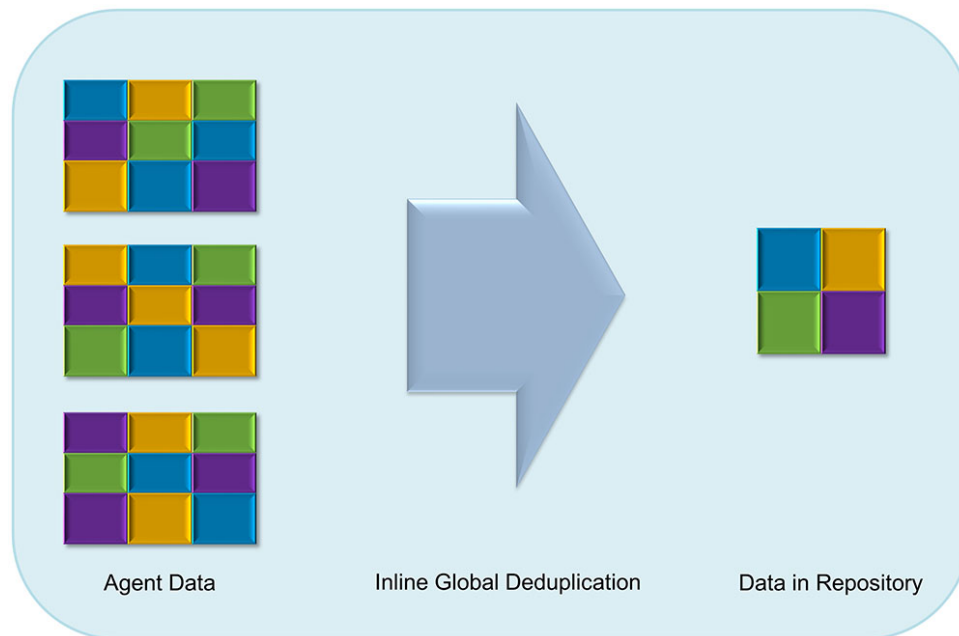 Agent Data
Inline Global Deduplication
Data in Repository